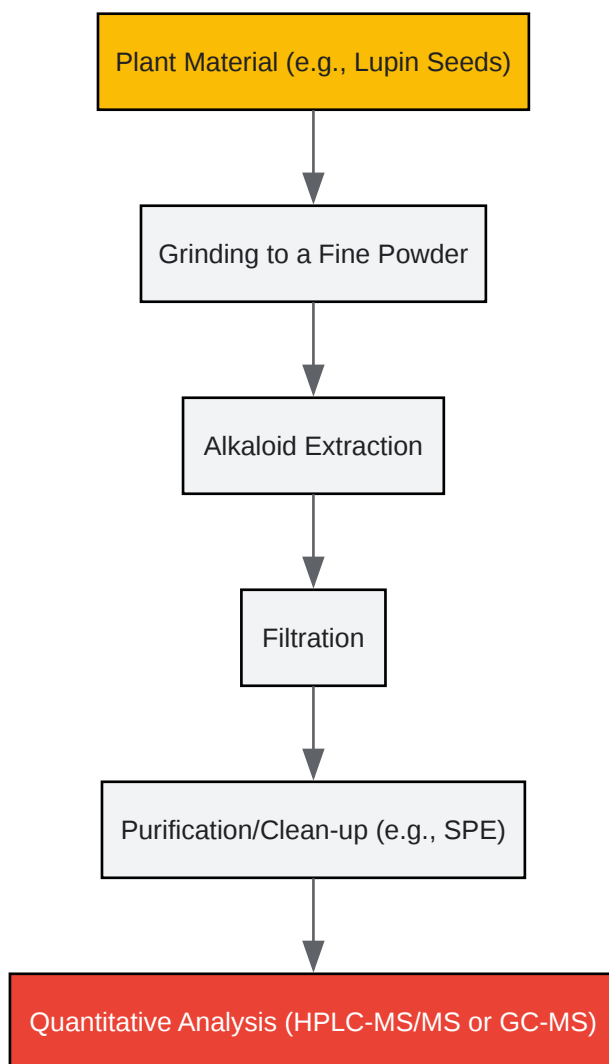 Plant Material (e.g., Lupin Seeds)
Grinding to a Fine Powder
Alkaloid Extraction
Filtration
Purification/Clean-up (e.g., SPE)
Quantitative Analysis (HPLC-MS/MS or GC-MS)